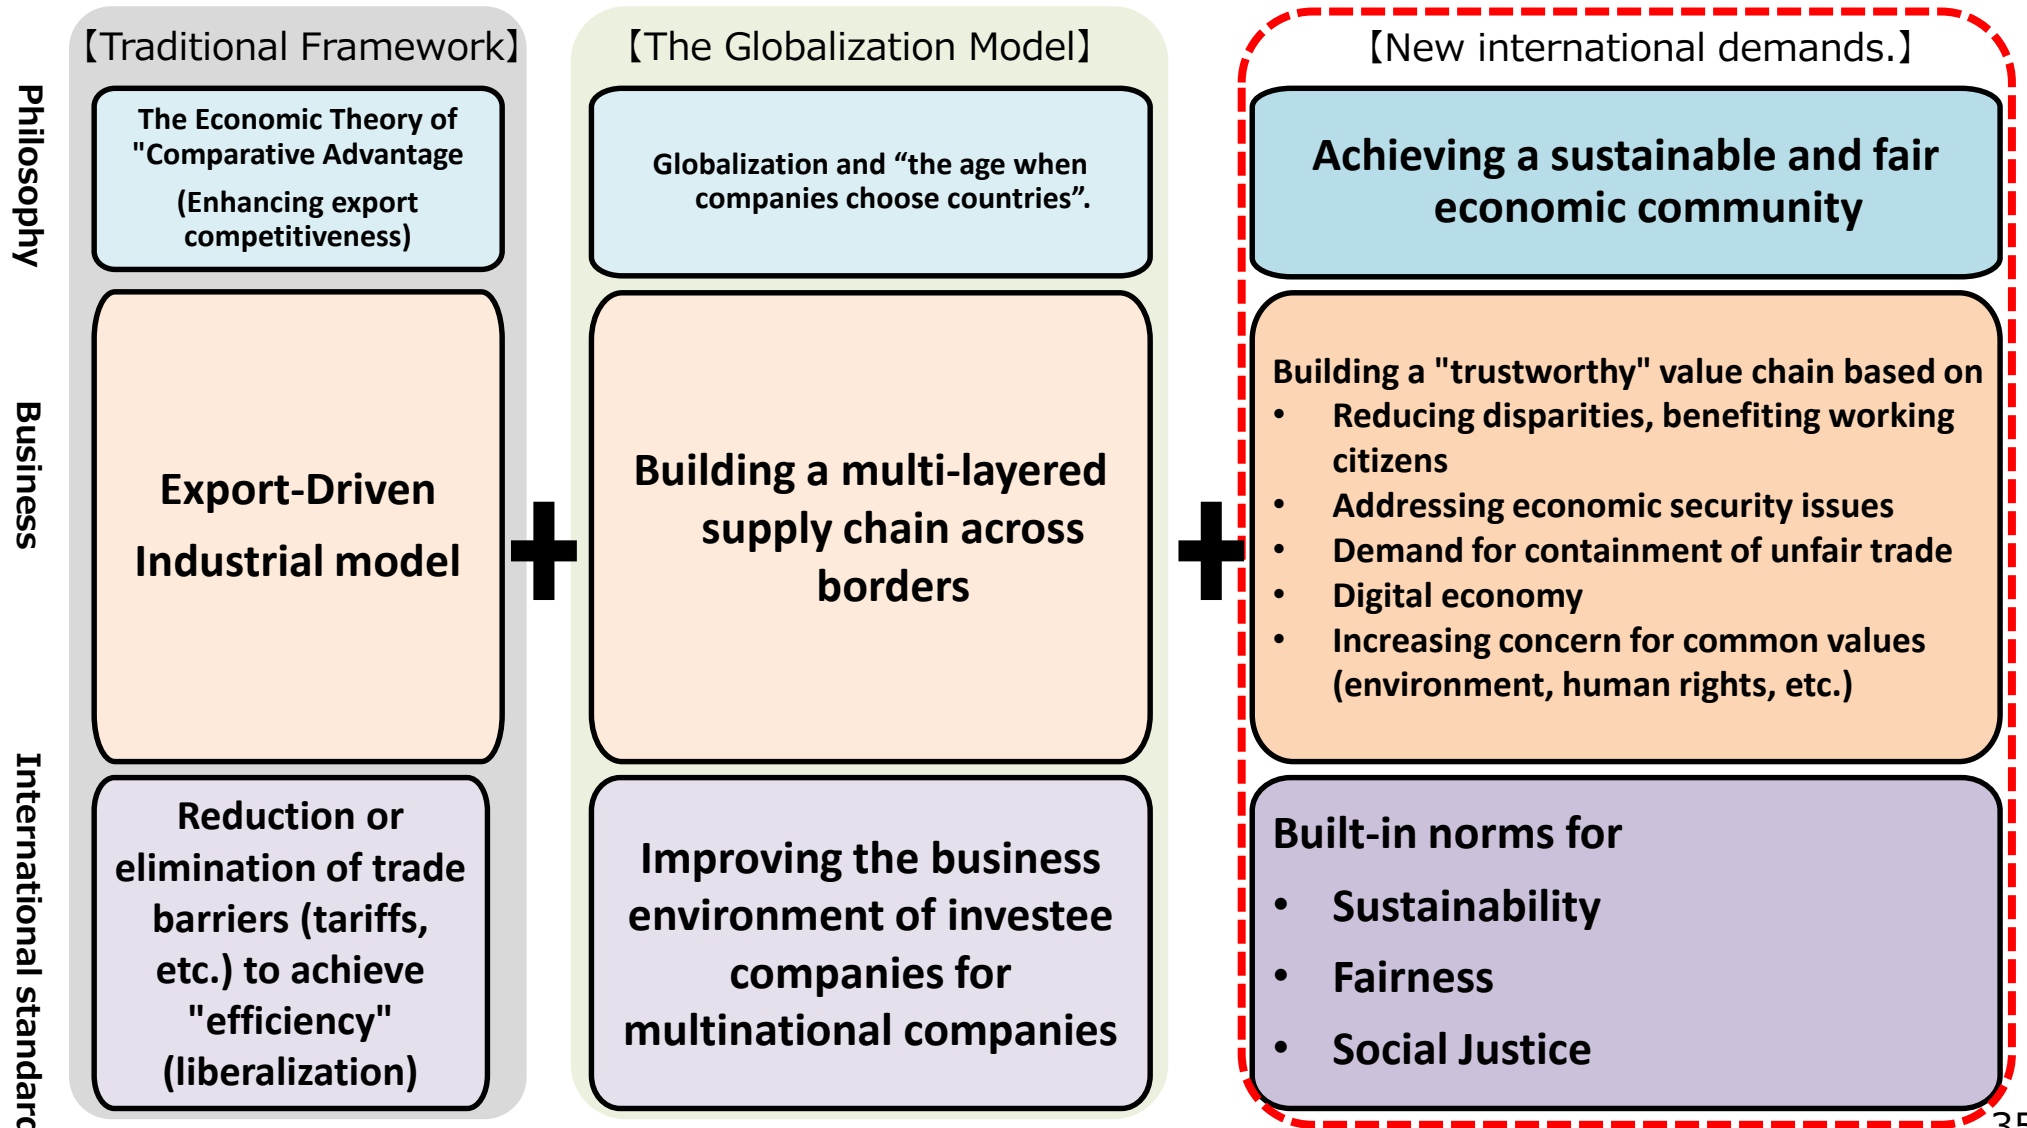 【Traditional Framework】
【The Globalization Model】
【New international demands.】
Philosophy
The Economic Theory of
"Comparative Advantage
(Enhancing export
competitiveness)
Globalization and “the age when
companies choose countries”.
Achieving a sustainable and fair
economic community
Business
Export-Driven
Industrial model
Building a multi-layered
supply chain across
borders
Building a "trustworthy" value chain based on
• Reducing disparities, benefiting working
citizens
• Addressing economic security issues
• Demand for containment of unfair trade
• Digital economy
• Increasing concern for common values
(environment, human rights, etc.)
International standard
Reduction or
elimination of trade
barriers (tariffs,
etc.) to achieve
"efficiency"
(liberalization)
Improving the business
environment of investee
companies for
multinational companies
Built-in norms for
• Sustainability
• Fairness
• Social Justice
35